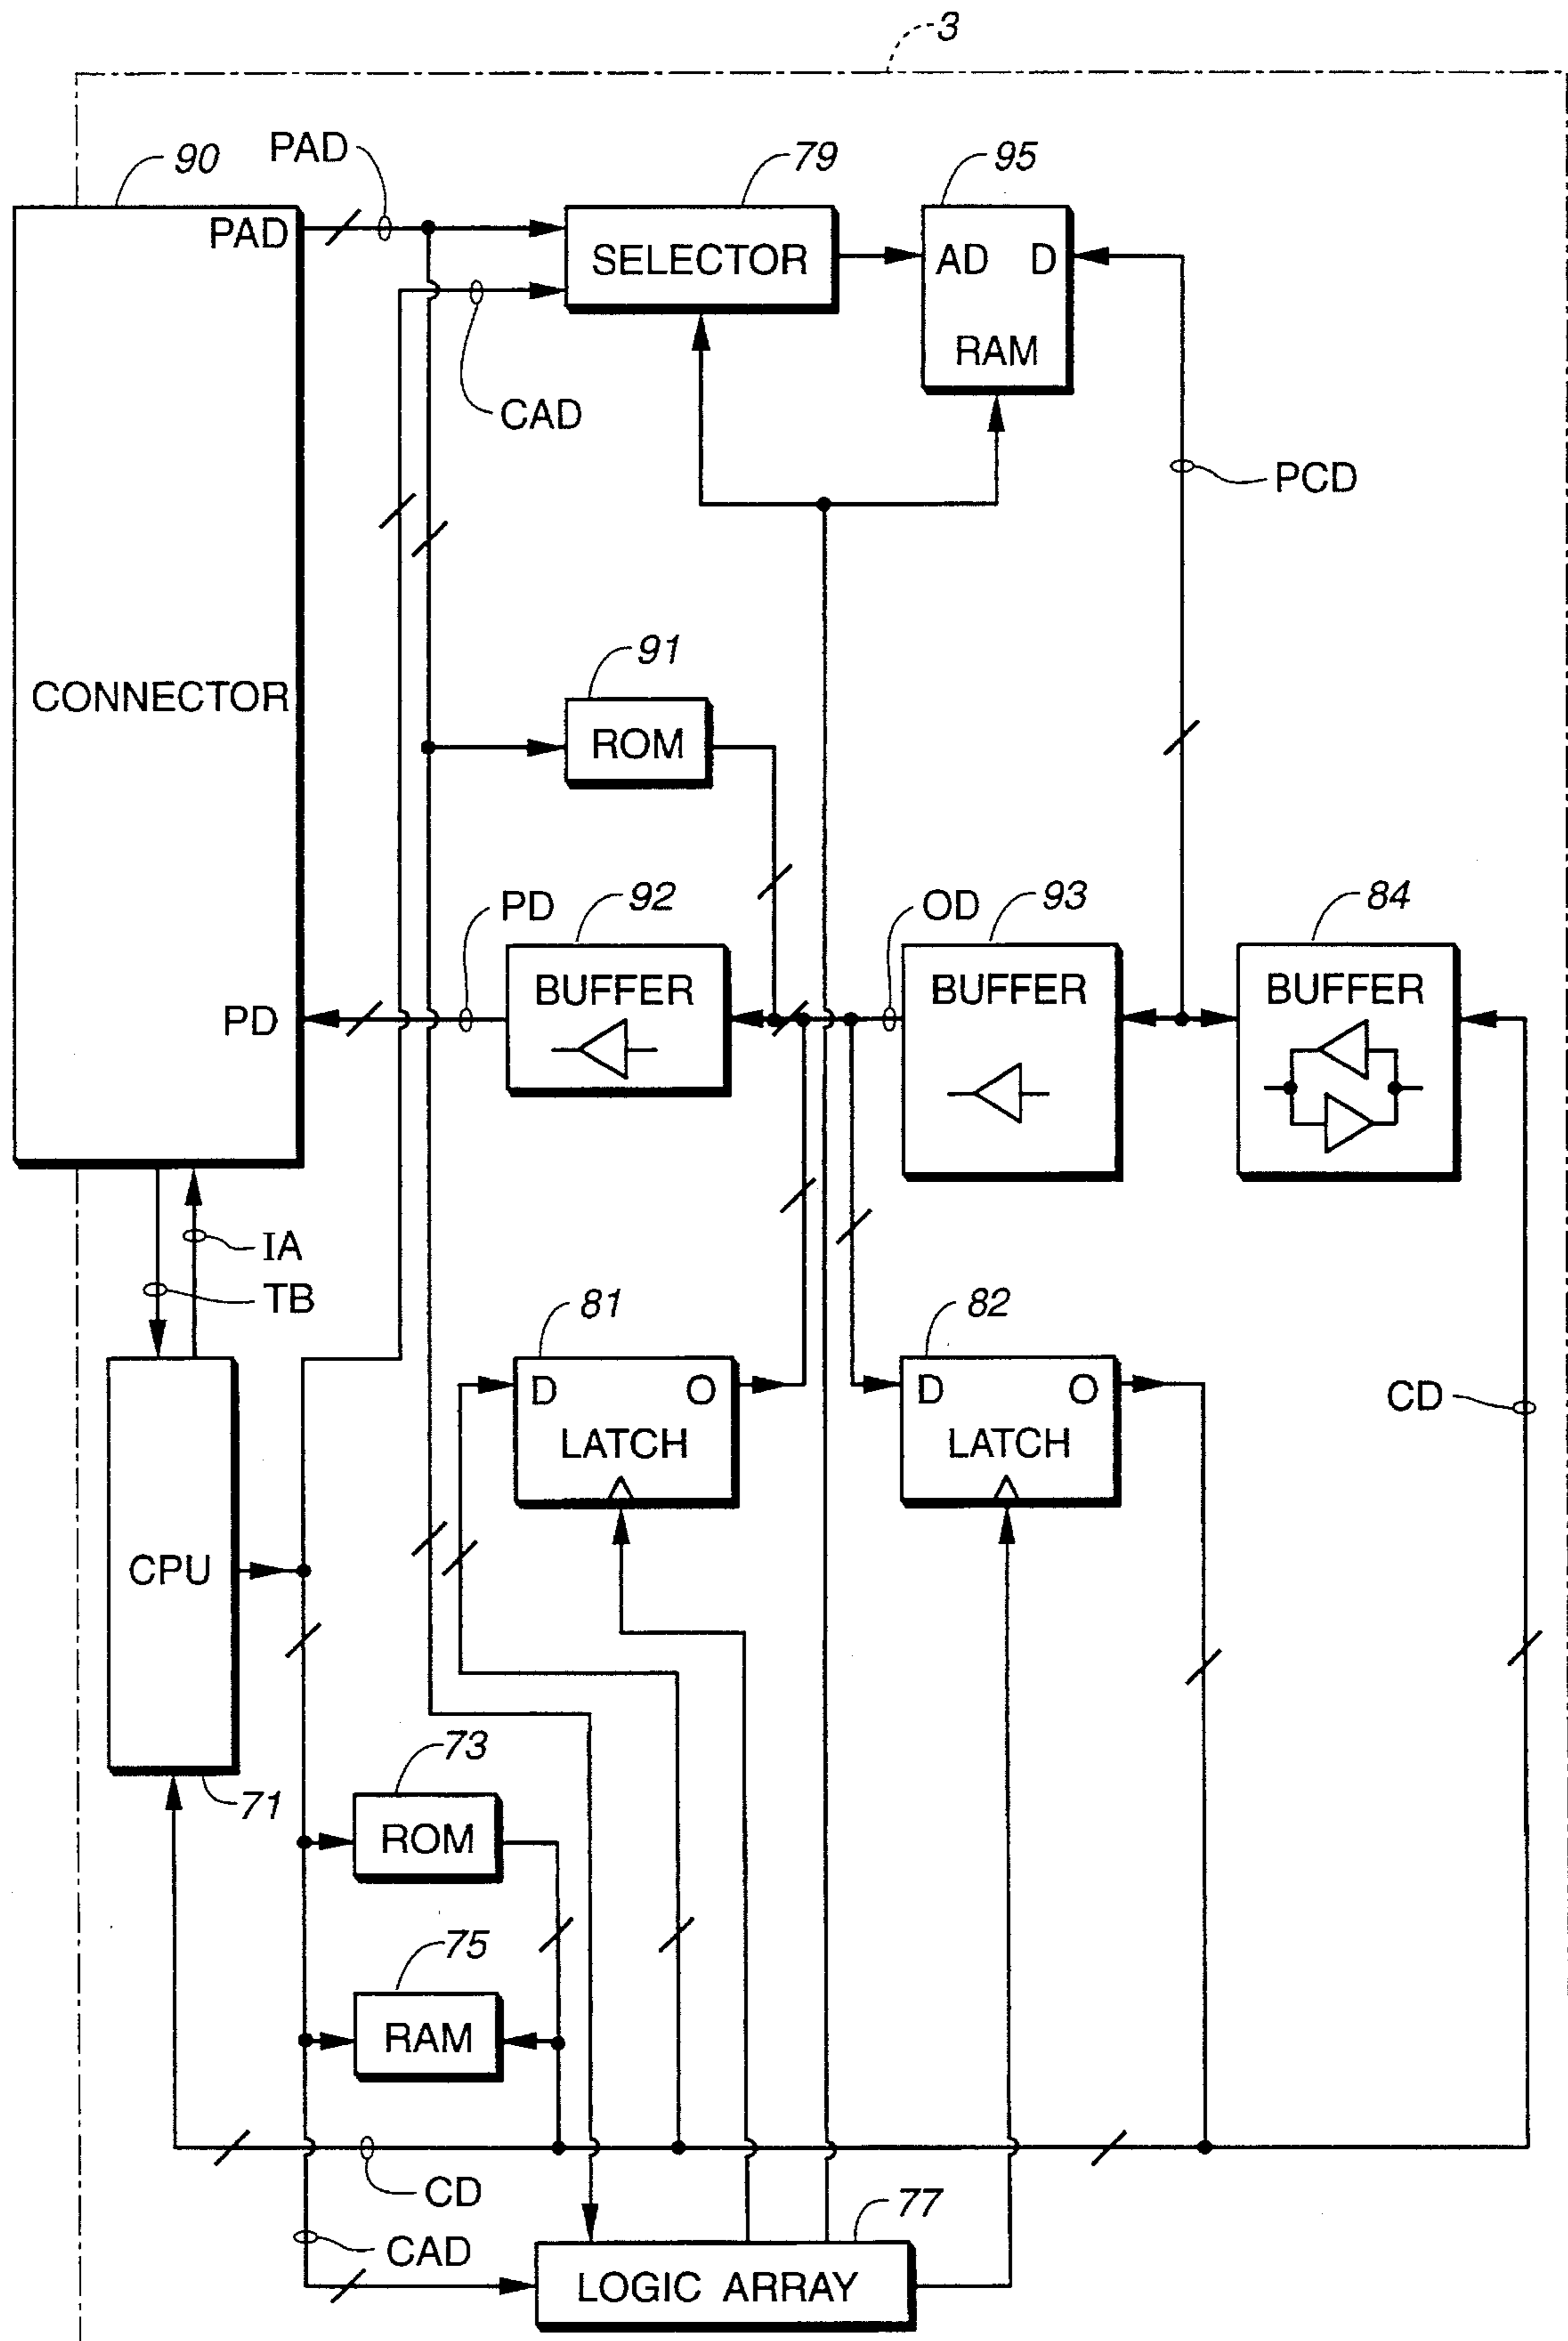 3
90
PAD
79
95
PAD
SELECTOR
AD D
RAM
CAD
PCD
91
CONNECTOR
ROM
PD
92
OD
93
84
BUFFER
BUFFER
BUFFER
PD
IA
TB
81
82
D O
LATCH
D O
LATCH
CD
CPU
73
71
ROM
75
RAM
CD
77
CAD
LOGIC ARRAY